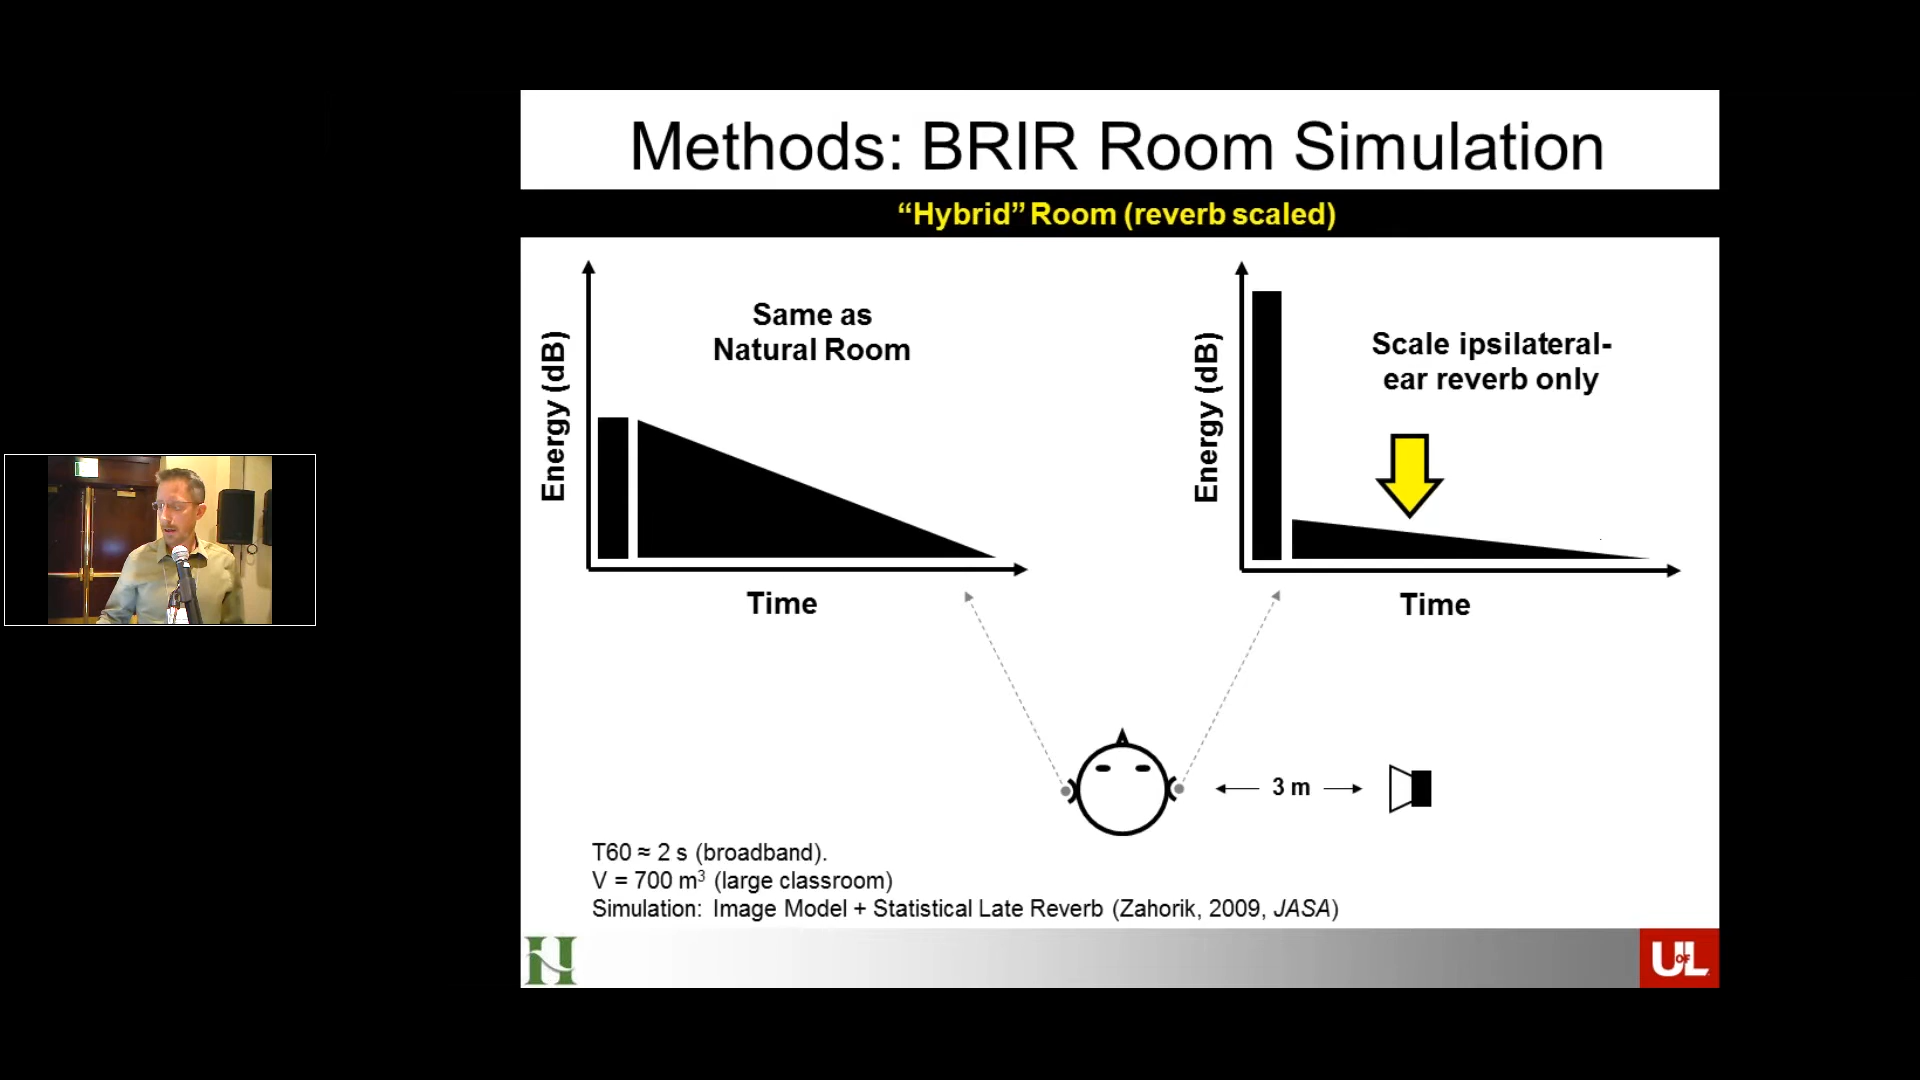 Methods: BRIR Room Simulation
“Hybrid” Room (reverb scaled)
Energy (dB)
Same as
Natural Room
Time
Energy (dB)
Scale ipsilateral-
ear reverb only
Time
3 m
T60 ≈ 2 s (broadband).
V = 700 m³ (large classroom)
Simulation: Image Model + Statistical Late Reverb (Zahorik, 2009, JASA)
H
UofL